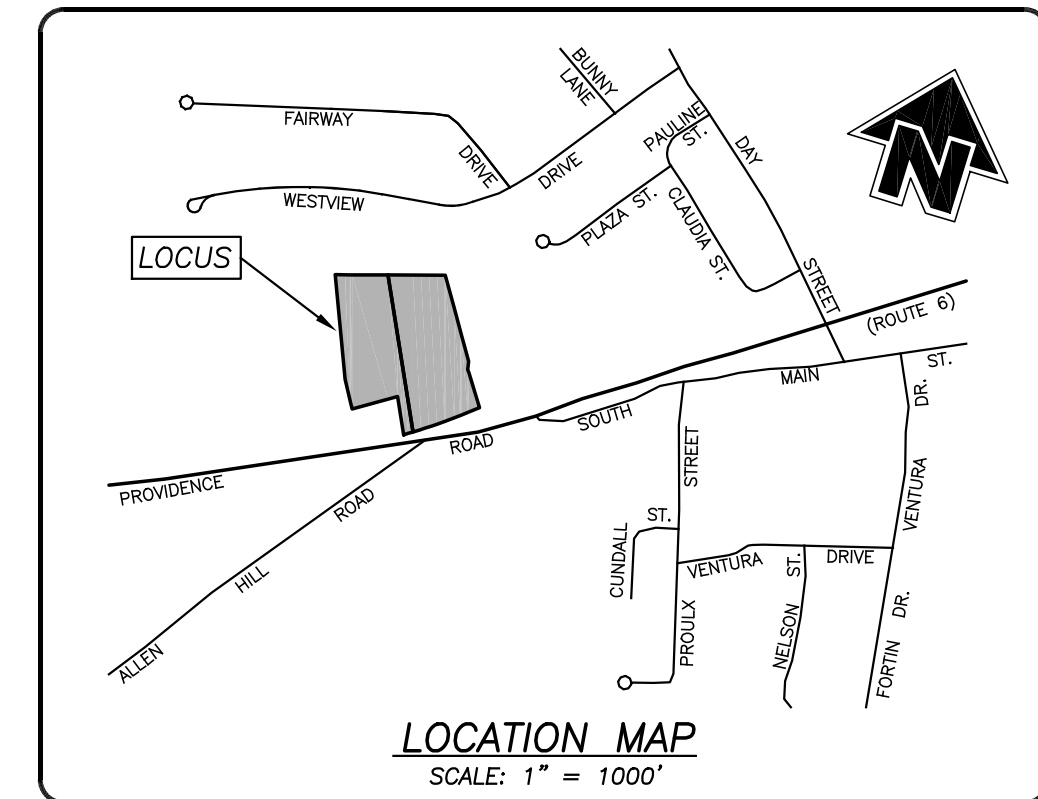 BUNNY
LANE
FAIRWAY
DRIVE
DRIVE
WESTVIEW
PAULINE
ST.
DAY
STREET
PLAZA ST.
CLAUDIA ST.
N
LOCUS
(ROUTE 6)
MAIN
ST.
SOUTH
ROAD
PROVIDENCE
ROAD
HILL
ALLEN
STREET
PROULX
CUNDALL
ST.
VENTURA
DRIVE
NELSON
ST.
DR.
VENTURA
FORTIN DR.
LOCATION MAP
SCALE: 1" = 1000'